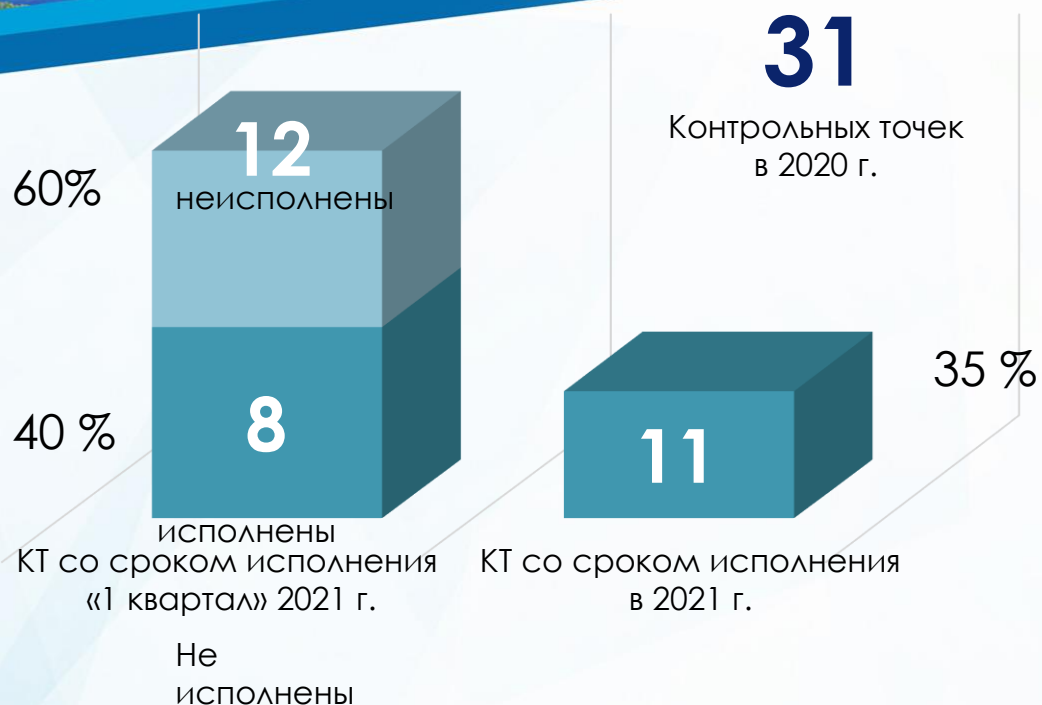 31
Контрольных точек
в 2020 г.
60%
12
неисполнены
40 %
8
исполнены
КТ со сроком исполнения
«1 квартал» 2021 г.
Не
исполнены
35 %
11
КТ со сроком исполнения
в 2021 г.